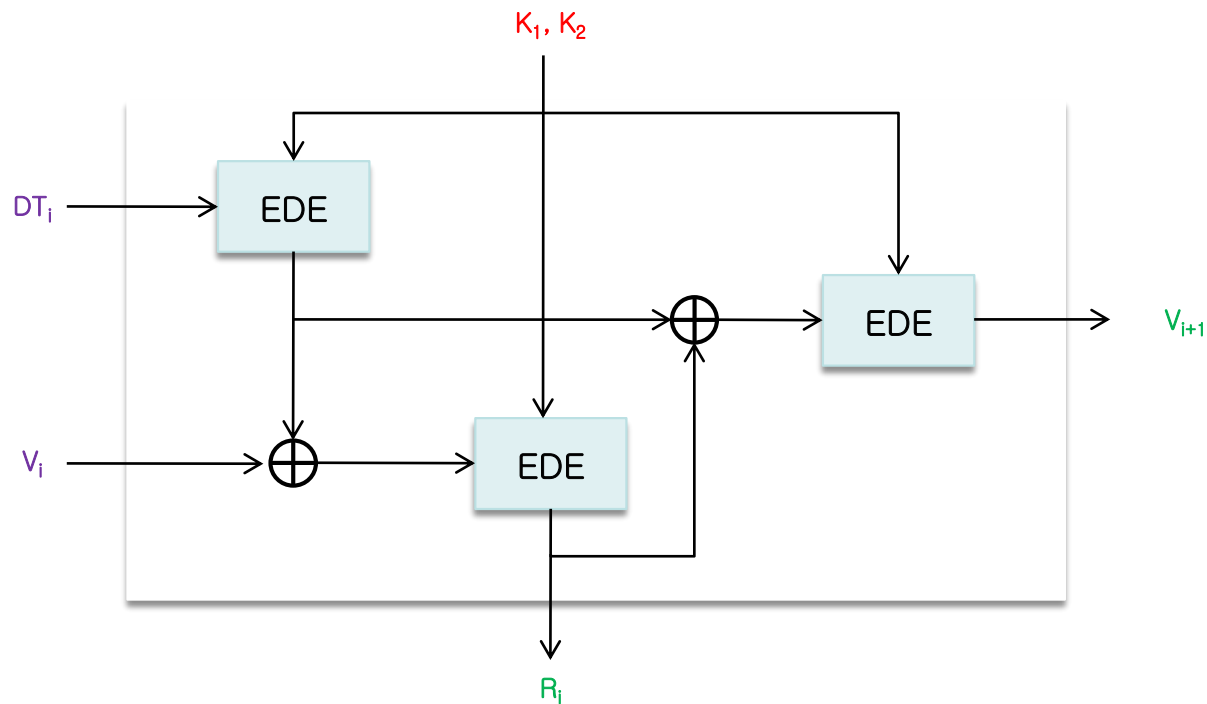 K₁, K₂
EDE
DTᵢ
EDE
Vᵢ₊₁
Vᵢ
EDE
Rᵢ